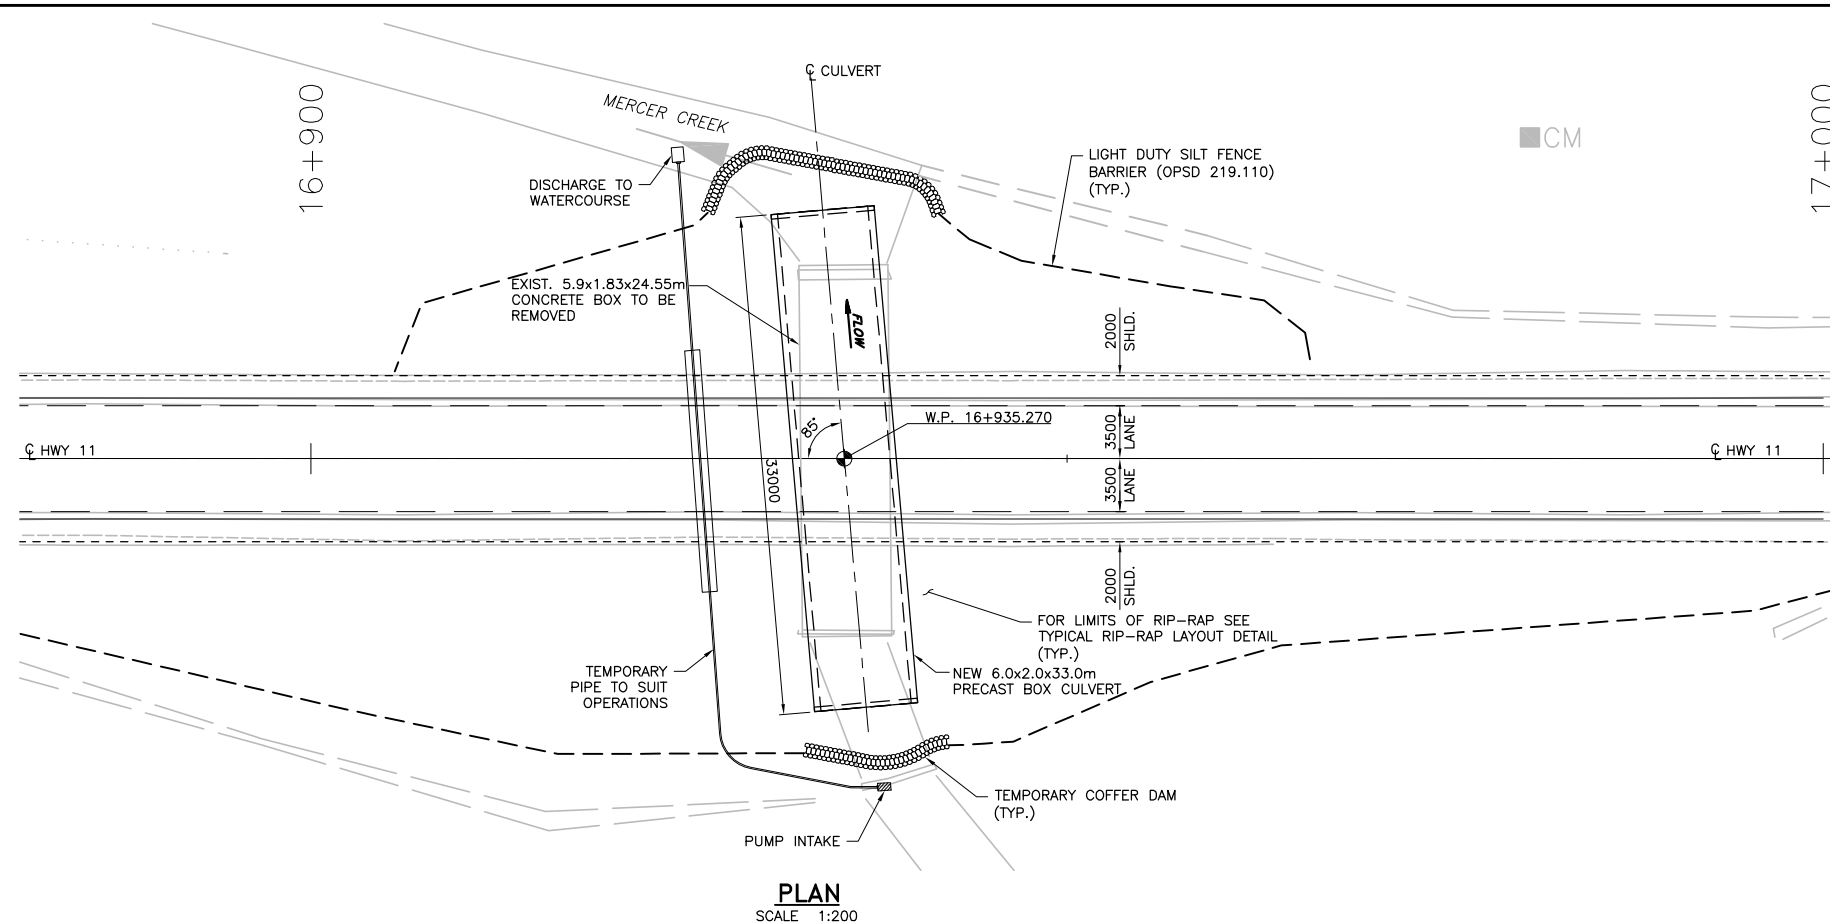 ℄ CULVERT
MERCER CREEK
16+900
17+000
CM
LIGHT DUTY SILT FENCE
BARRIER (OPSD 219.110)
(TYP.)
DISCHARGE TO
WATERCOURSE
EXIST. 5.9x1.83x24.55m
CONCRETE BOX TO BE
REMOVED
FLOW
2000
SHLD.
W.P. 16+935.270
85°
3500
LANE
℄ HWY 11
℄ HWY 11
33000
3500
LANE
2000
SHLD.
FOR LIMITS OF RIP-RAP SEE
TYPICAL RIP-RAP LAYOUT DETAIL
(TYP.)
NEW 6.0x2.0x33.0m
PRECAST BOX CULVERT
TEMPORARY
PIPE TO SUIT
OPERATIONS
TEMPORARY COFFER DAM
(TYP.)
PUMP INTAKE
PLAN
SCALE 1:200